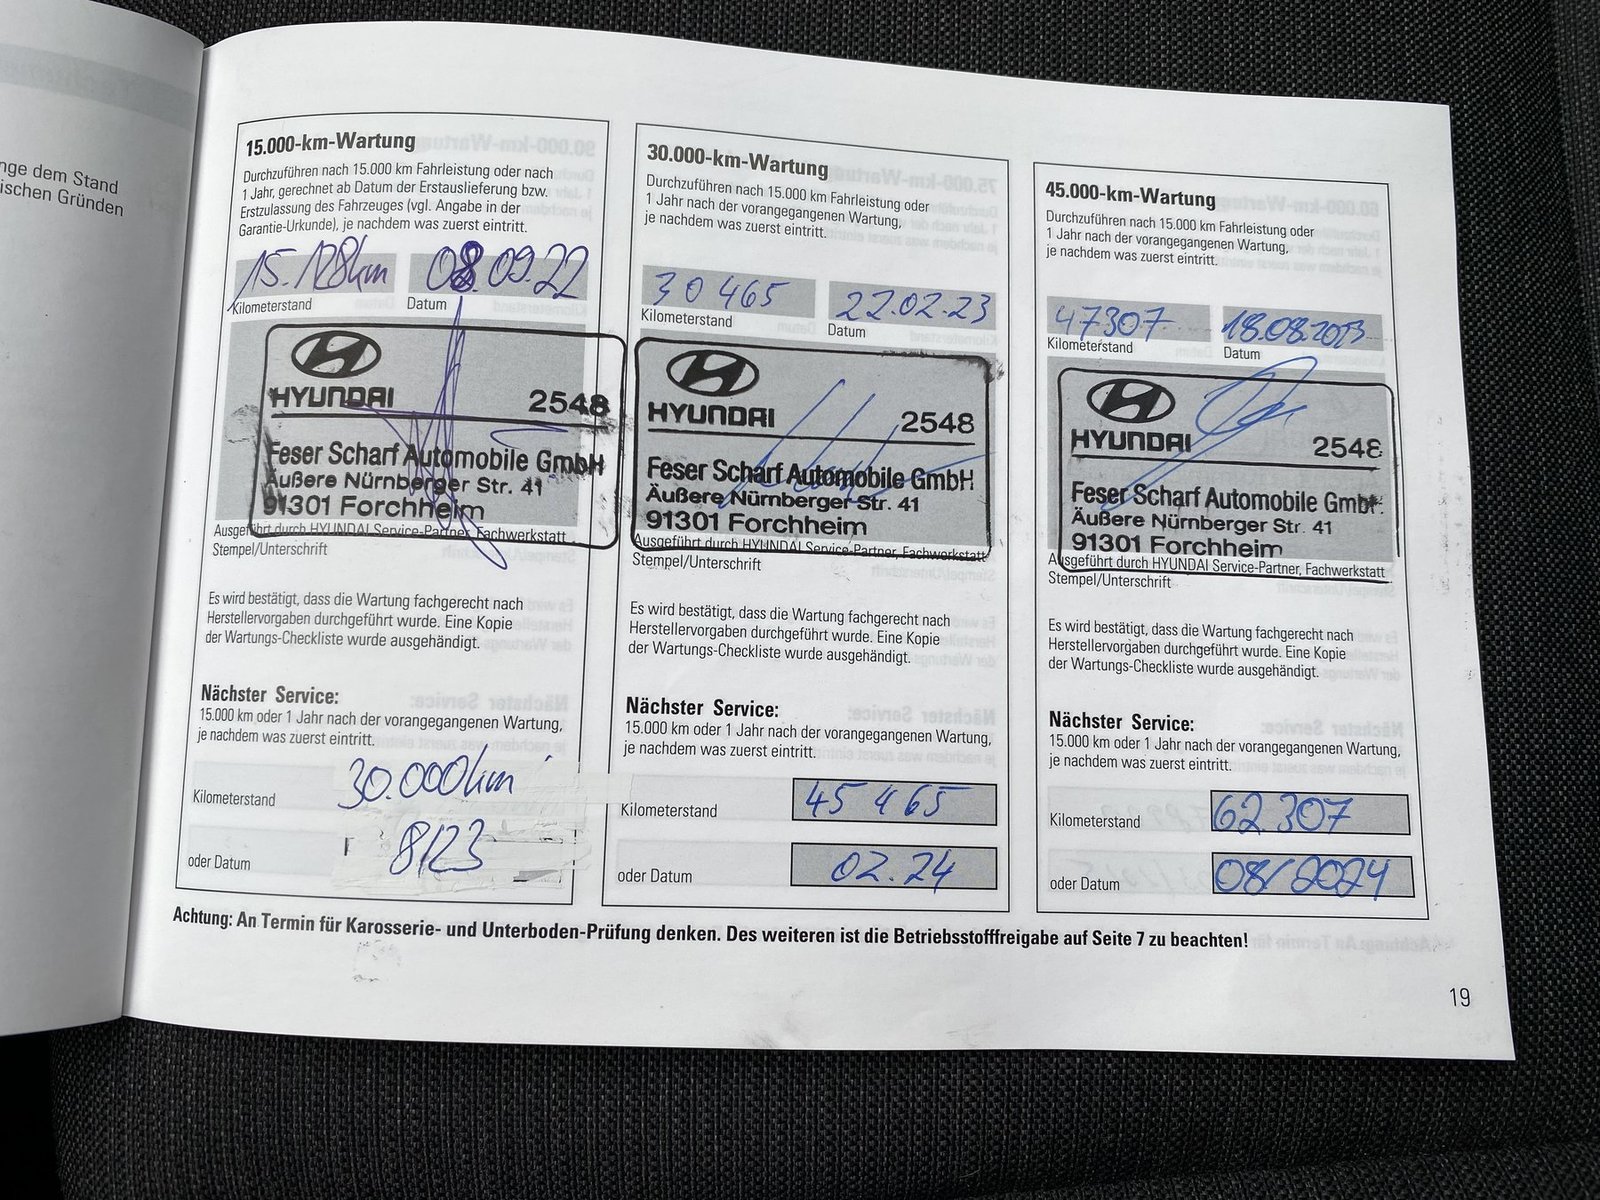 nge dem Stand
ischen Gründen
15.000-km-Wartung
Durchzuführen nach 15.000 km Fahrleistung oder nach
1 Jahr, gerechnet ab Datum der Erstauslieferung bzw.
Erstzulassung des Fahrzeuges (vgl. Angabe in der
Garantie-Urkunde), je nachdem was zuerst eintritt.
15.128km 08.09.22
Kilometerstand Datum
HYUNDAI 2548
Feser Scharf Automobile GmbH
Äußere Nürnberger Str. 41
91301 Forchheim
Ausgeführt durch HYUNDAI Service-Partner, Fachwerkstatt
Stempel/Unterschrift
Es wird bestätigt, dass die Wartung fachgerecht nach
Herstellervorgaben durchgeführt wurde. Eine Kopie
der Wartungs-Checkliste wurde ausgehändigt.
Nächster Service:
15.000 km oder 1 Jahr nach der vorangegangenen Wartung,
je nachdem was zuerst eintritt.
Kilometerstand 30.000km
oder Datum 8/23
30.000-km-Wartung
Durchzuführen nach 15.000 km Fahrleistung oder
1 Jahr nach der vorangegangenen Wartung,
je nachdem was zuerst eintritt.
30465 22.02.23
Kilometerstand Datum
HYUNDAI 2548
Feser Scharf Automobile GmbH
Äußere Nürnberger Str. 41
91301 Forchheim
Ausgeführt durch HYUNDAI Service-Partner, Fachwerkstatt
Stempel/Unterschrift
Es wird bestätigt, dass die Wartung fachgerecht nach
Herstellervorgaben durchgeführt wurde. Eine Kopie
der Wartungs-Checkliste wurde ausgehändigt.
Nächster Service:
15.000 km oder 1 Jahr nach der vorangegangenen Wartung,
je nachdem was zuerst eintritt.
Kilometerstand 45465
oder Datum 02.24
45.000-km-Wartung
Durchzuführen nach 15.000 km Fahrleistung oder
1 Jahr nach der vorangegangenen Wartung,
je nachdem was zuerst eintritt.
47307 18.08.2023
Kilometerstand Datum
HYUNDAI 2548
Feser Scharf Automobile GmbH
Äußere Nürnberger Str. 41
91301 Forchheim
Ausgeführt durch HYUNDAI Service-Partner, Fachwerkstatt
Stempel/Unterschrift
Es wird bestätigt, dass die Wartung fachgerecht nach
Herstellervorgaben durchgeführt wurde. Eine Kopie
der Wartungs-Checkliste wurde ausgehändigt.
Nächster Service:
15.000 km oder 1 Jahr nach der vorangegangenen Wartung,
je nachdem was zuerst eintritt.
Kilometerstand 62307
oder Datum 08/2024
Achtung: An Termin für Karosserie- und Unterboden-Prüfung denken. Des weiteren ist die Betriebsstofffreigabe auf Seite 7 zu beachten!
19